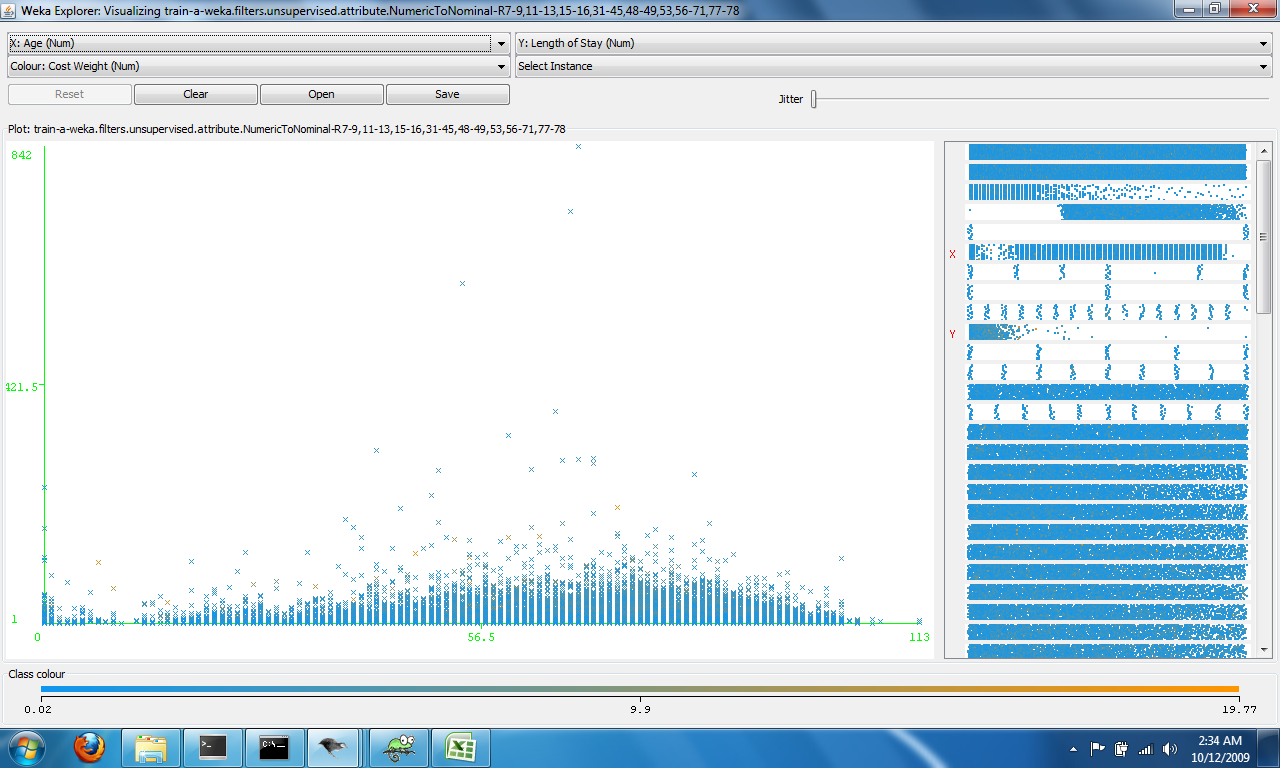 Weka Explorer: Visualizing train-a-weka.filters.unsupervised.attribute.NumericToNominal-R7-9,11-13,15-16,31-45,48-49,53,56-71,77-78
X: Age (Num)
Y: Length of Stay (Num)
Colour: Cost Weight (Num)
Select Instance
Reset
Clear
Open
Save
Jitter
Plot: train-a-weka.filters.unsupervised.attribute.NumericToNominal-R7-9,11-13,15-16,31-45,48-49,53,56-71,77-78
842
X
Y
421.5
1
0
56.5
113
Class colour
0.02
9.9
19.77
C:\.
2:34 AM
10/12/2009